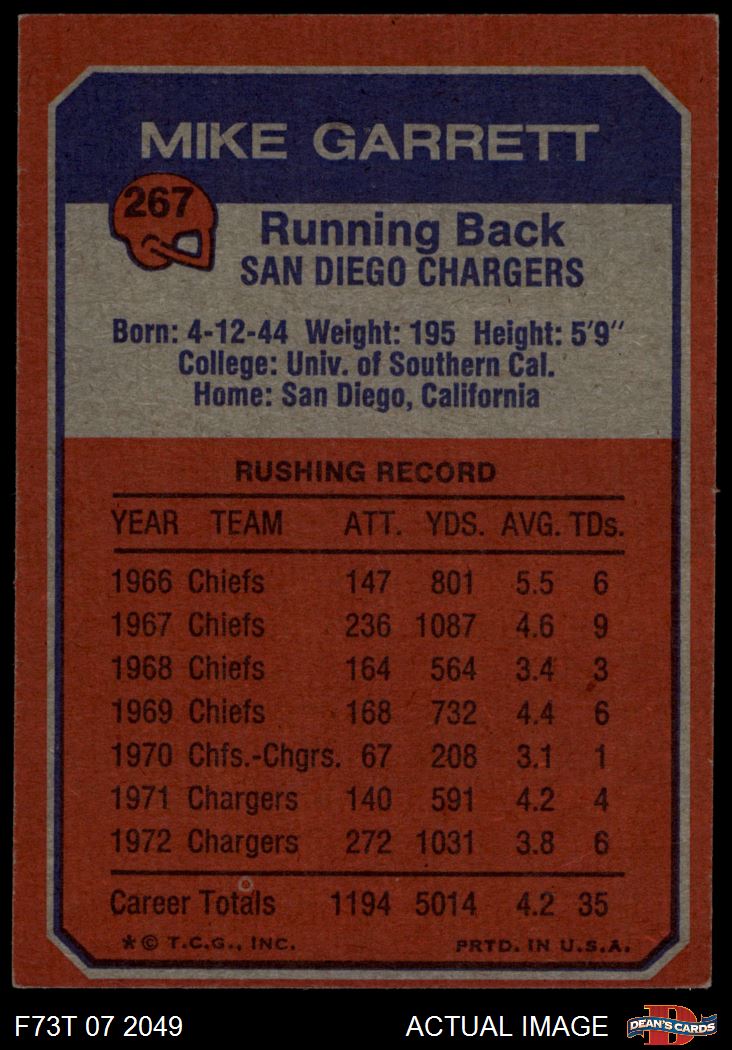 MIKE GARRETT
267
Running Back
SAN DIEGO CHARGERS
Born: 4-12-44 Weight: 195 Height: 5'9"
College: Univ. of Southern Cal.
Home: San Diego, California
RUSHING RECORD
YEAR TEAM ATT. YDS. AVG. TDs.
1966 Chiefs 147 801 5.5 6
1967 Chiefs 236 1087 4.6 9
1968 Chiefs 164 564 3.4 3
1969 Chiefs 168 732 4.4 6
1970 Chfs.-Chgrs. 67 208 3.1 1
1971 Chargers 140 591 4.2 4
1972 Chargers 272 1031 3.8 6
Career Totals 1194 5014 4.2 35
*© T.C.G., INC. PRTD. IN U.S.A.
F73T 07 2049 ACTUAL IMAGE D DEAN'S CARDS